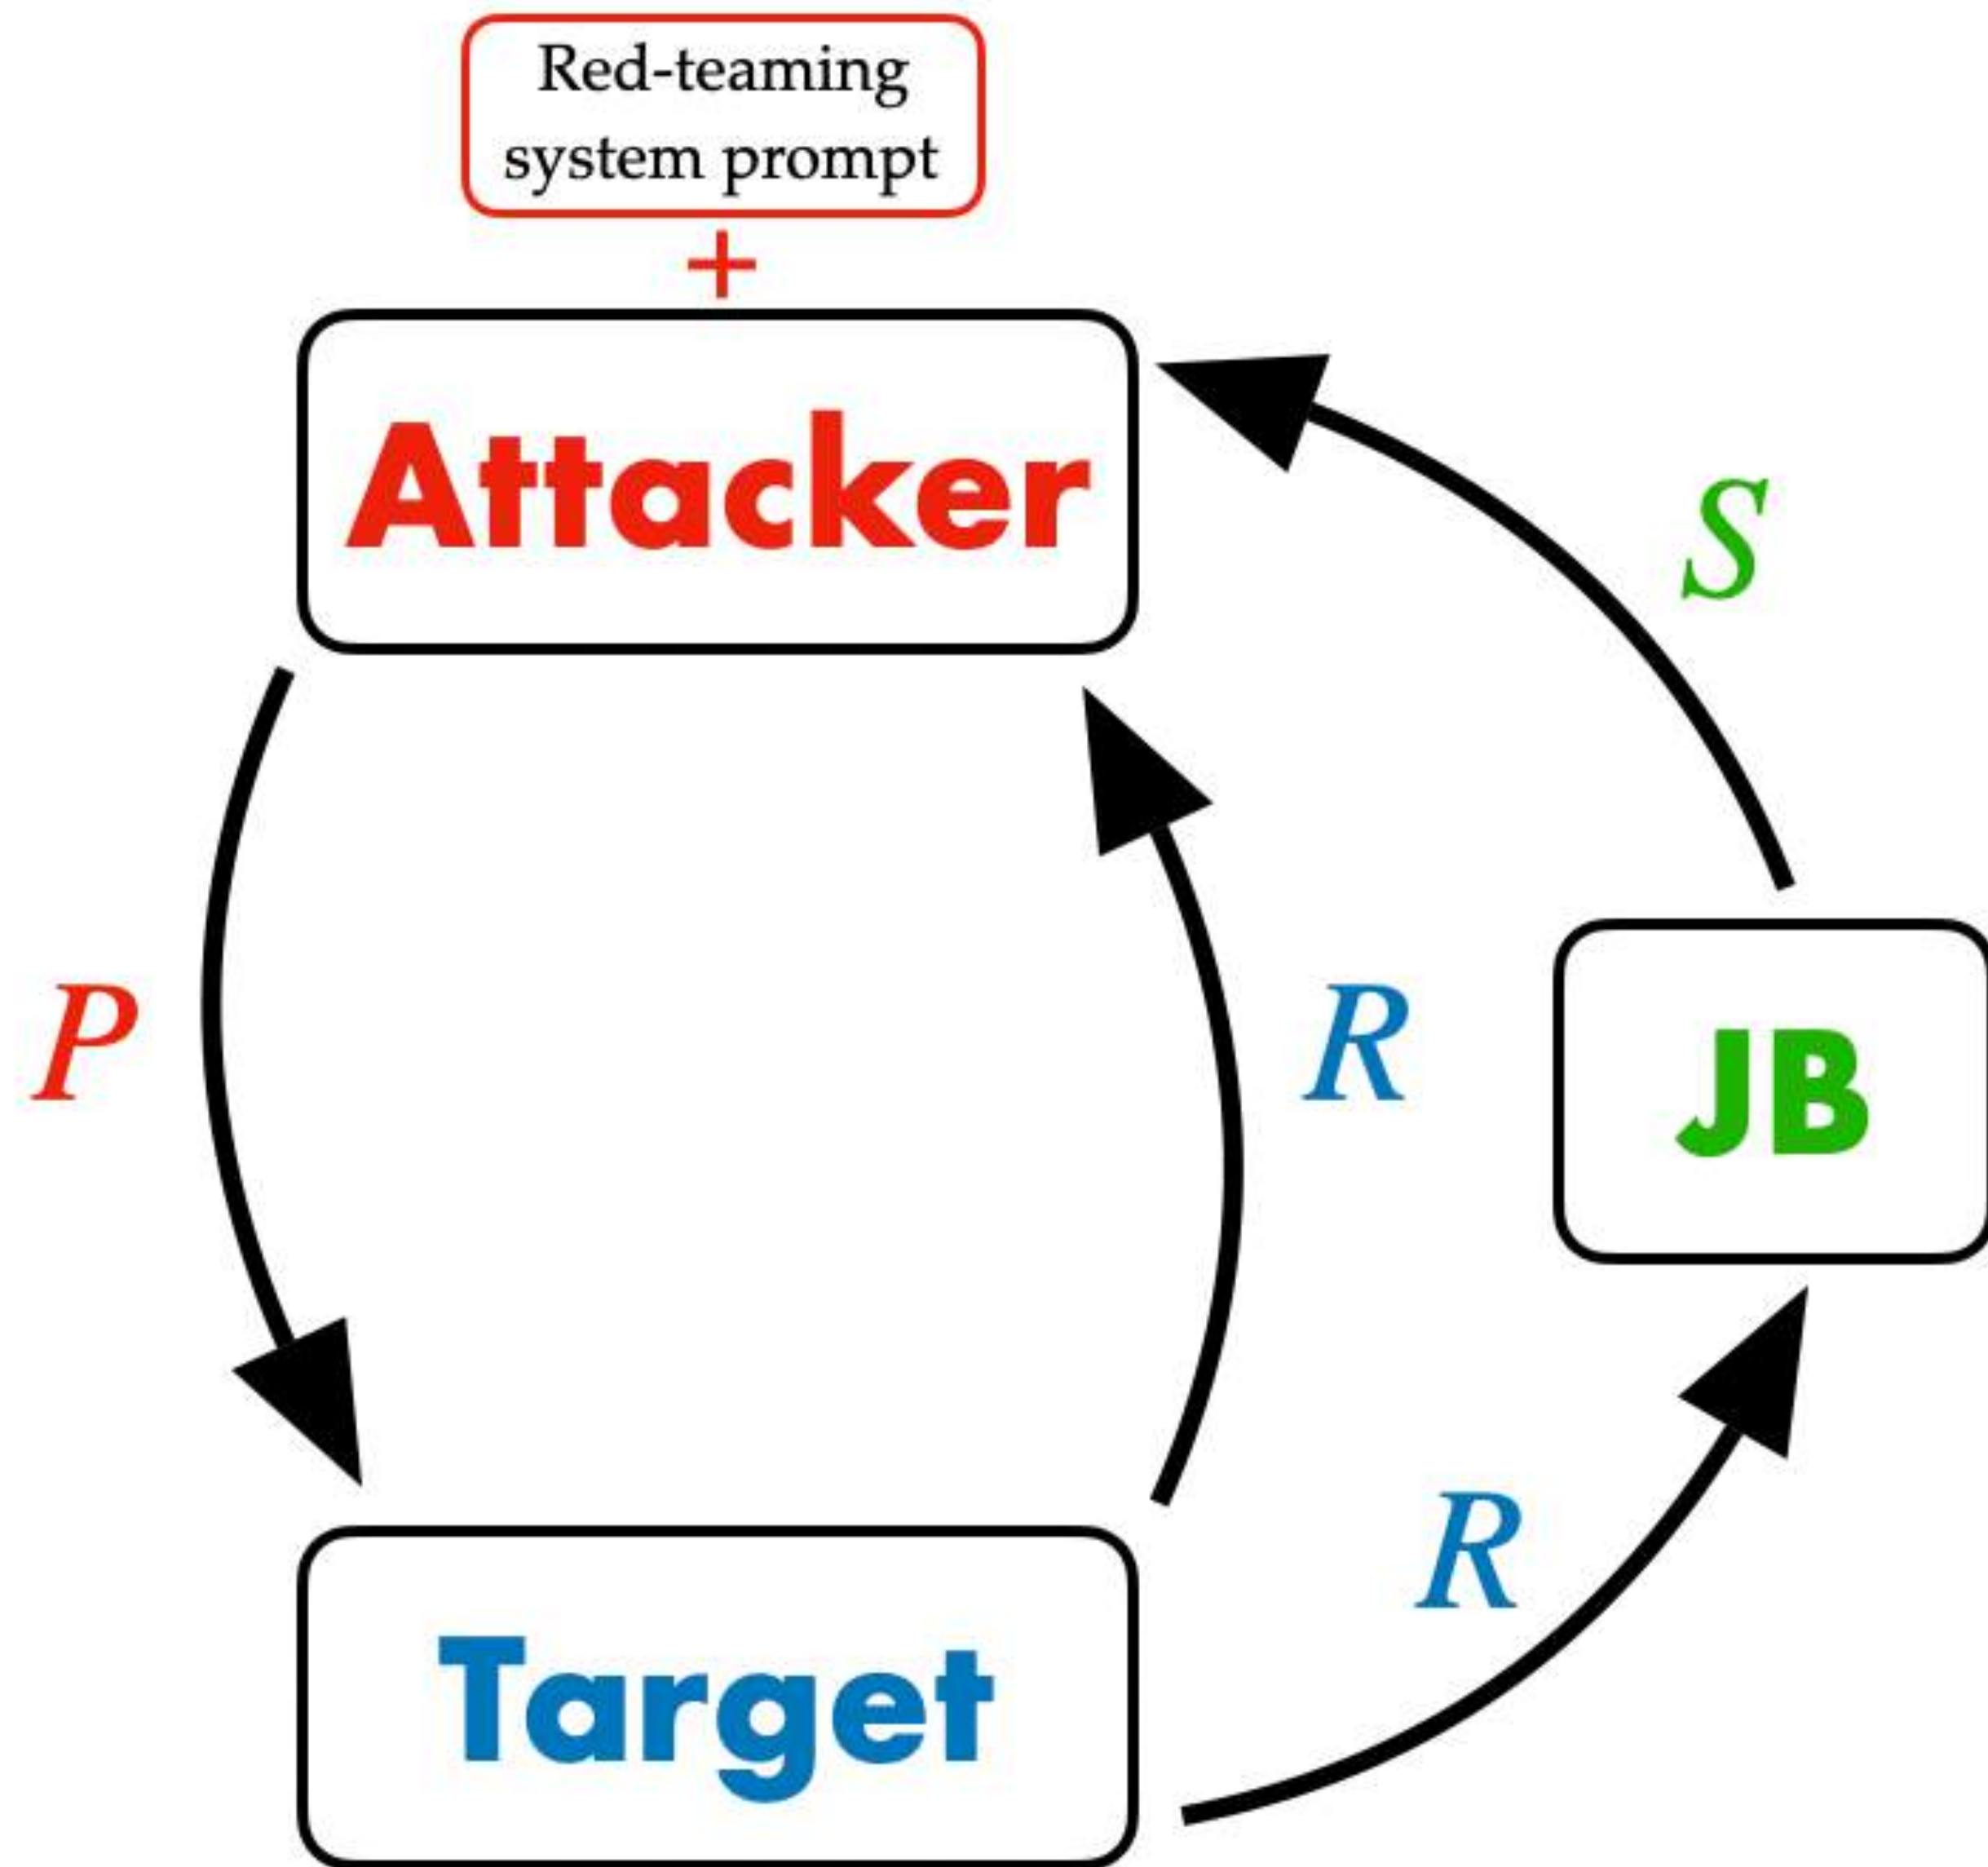 Red-teaming
system prompt
+
Attacker
S
P
R
JB
R
Target